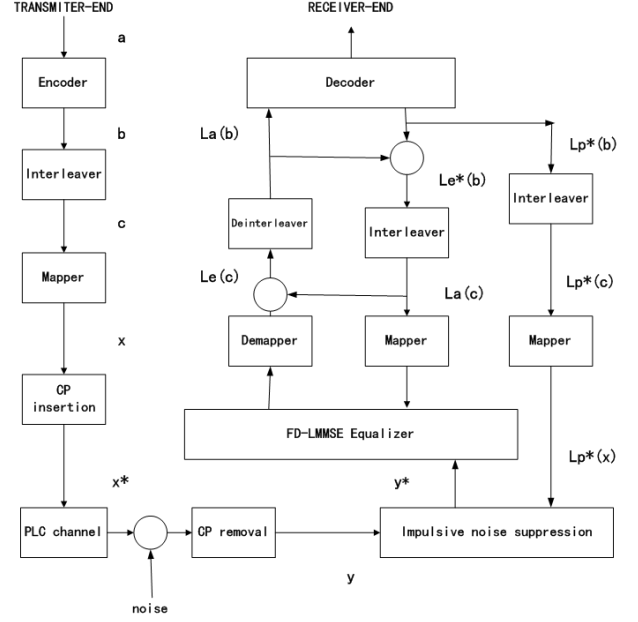 TRANSMITER-END
RECEIVER-END
a
Encoder
Decoder
b
La(b)
Lp*(b)
Interleaver
Le*(b)
Interleaver
Deinterleaver
Interleaver
c
Le(c)
La(c)
Lp*(c)
Mapper
Demapper
Mapper
Mapper
x
CP
insertion
FD-LMMSE Equalizer
Lp*(x)
x*
y*
PLC channel
CP removal
Impulsive noise suppression
y
noise